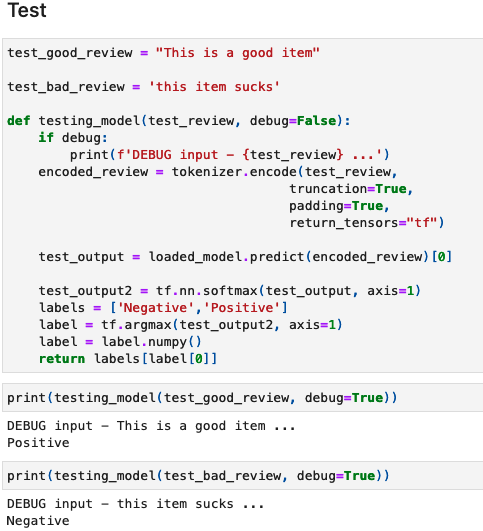 Test
test_good_review = "This is a good item"
test_bad_review = 'this item sucks'
def testing_model(test_review, debug=False):
    if debug:
        print(f'DEBUG input - {test_review} ...')
    encoded_review = tokenizer.encode(test_review,
                                    truncation=True,
                                    padding=True,
                                    return_tensors="tf")
    test_output = loaded_model.predict(encoded_review)[0]
    test_output2 = tf.nn.softmax(test_output, axis=1)
    labels = ['Negative','Positive']
    label = tf.argmax(test_output2, axis=1)
    label = label.numpy()
    return labels[label[0]]
print(testing_model(test_good_review, debug=True))
DEBUG input - This is a good item ...
Positive
print(testing_model(test_bad_review, debug=True))
DEBUG input - this item sucks ...
Negative